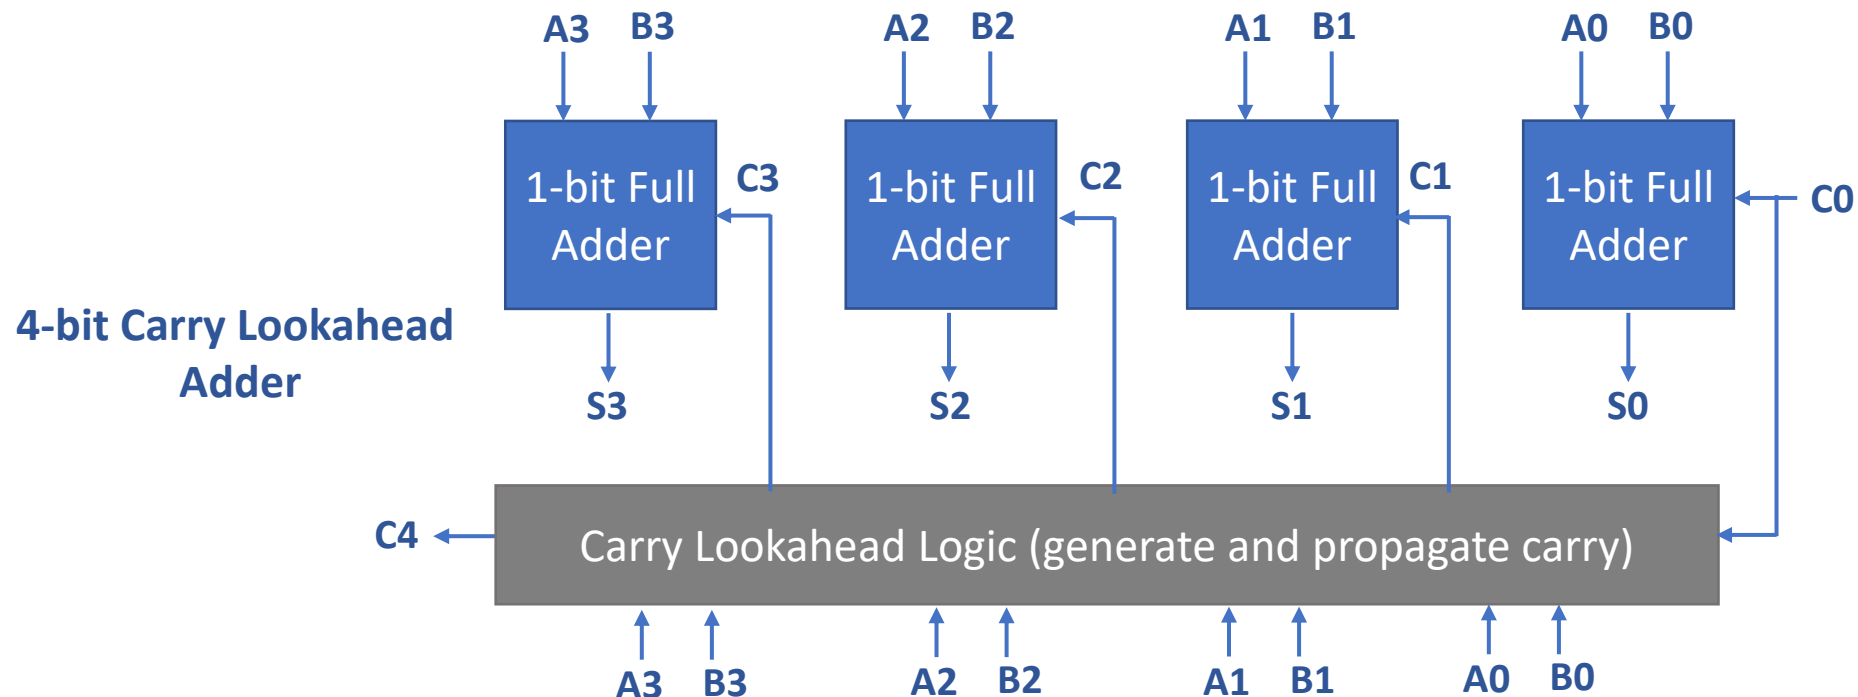 A3 B3 A2 B2 A1 B1 A0 B0
1-bit Full
Adder
C3
1-bit Full
Adder
C2
1-bit Full
Adder
C1
1-bit Full
Adder
C0
4-bit Carry Lookahead
Adder
S3 S2 S1 S0
C4
Carry Lookahead Logic (generate and propagate carry)
A3 B3 A2 B2 A1 B1 A0 B0